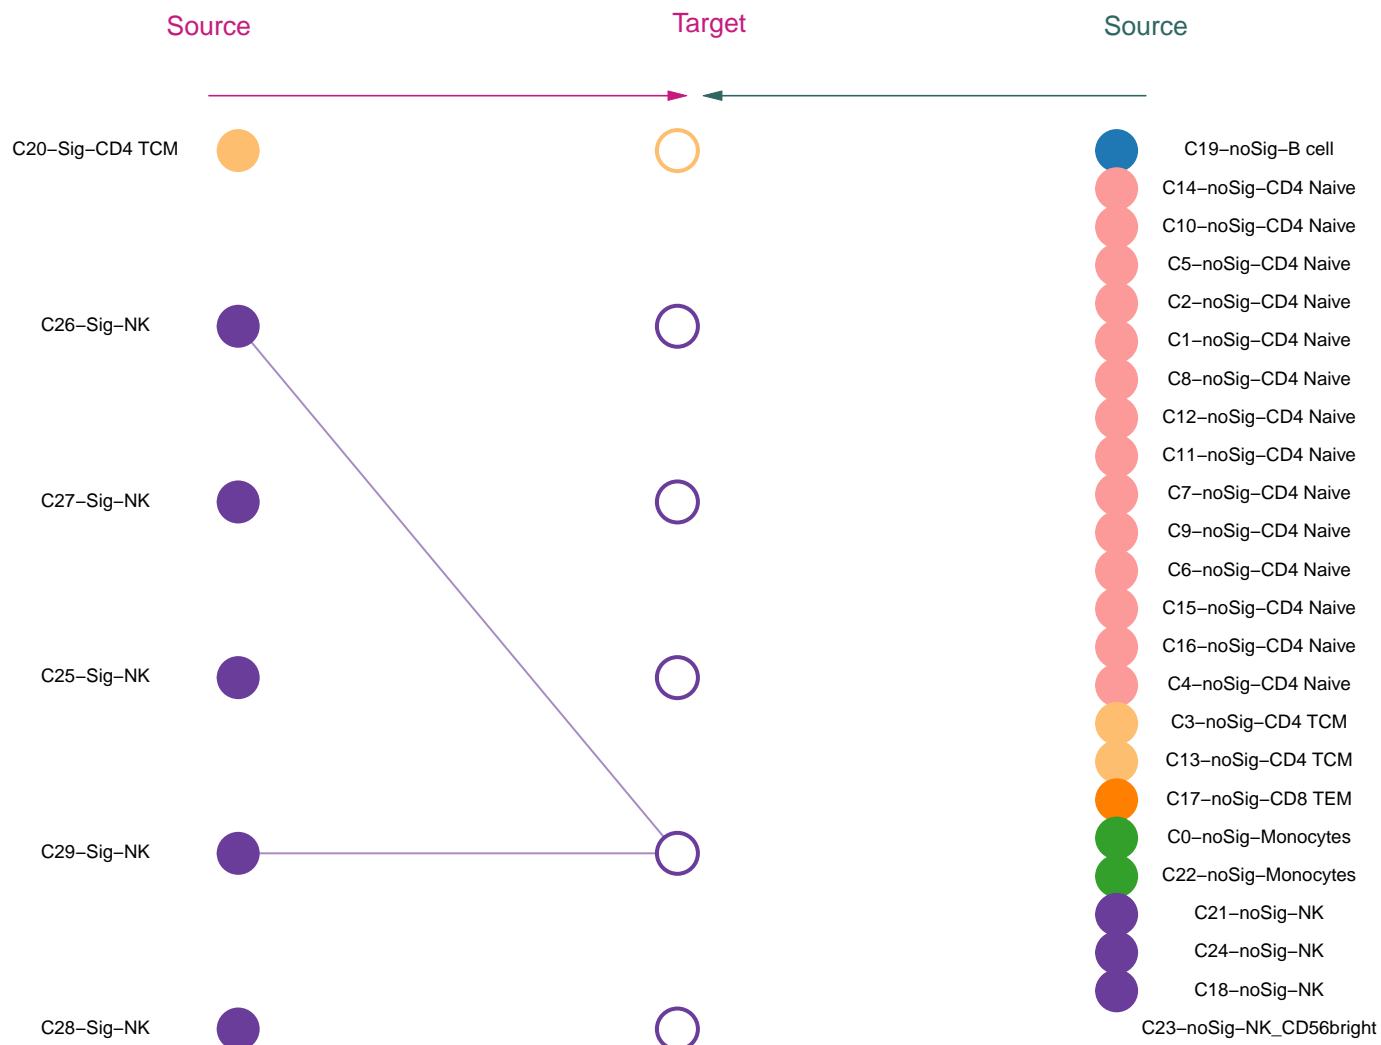 Source
Target
Source
C20−Sig−CD4 TCM
C26−Sig−NK
C27−Sig−NK
C25−Sig−NK
C29−Sig−NK
C28−Sig−NK
C19−noSig−B cell
C14−noSig−CD4 Naive
C10−noSig−CD4 Naive
C5−noSig−CD4 Naive
C2−noSig−CD4 Naive
C1−noSig−CD4 Naive
C8−noSig−CD4 Naive
C12−noSig−CD4 Naive
C11−noSig−CD4 Naive
C7−noSig−CD4 Naive
C9−noSig−CD4 Naive
C6−noSig−CD4 Naive
C15−noSig−CD4 Naive
C16−noSig−CD4 Naive
C4−noSig−CD4 Naive
C3−noSig−CD4 TCM
C13−noSig−CD4 TCM
C17−noSig−CD8 TEM
C0−noSig−Monocytes
C22−noSig−Monocytes
C21−noSig−NK
C24−noSig−NK
C18−noSig−NK
C23−noSig−NK_CD56bright